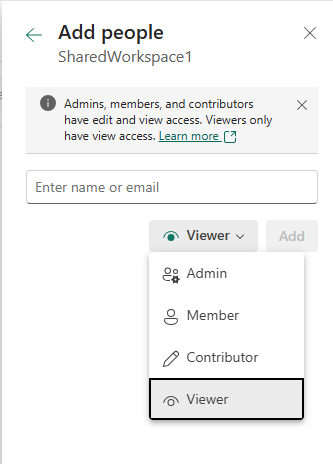 Add people
SharedWorkspace1
Admins, members, and contributors
have edit and view access. Viewers only
have view access. Learn more
Enter name or email
Viewer
Add
Admin
Member
Contributor
Viewer